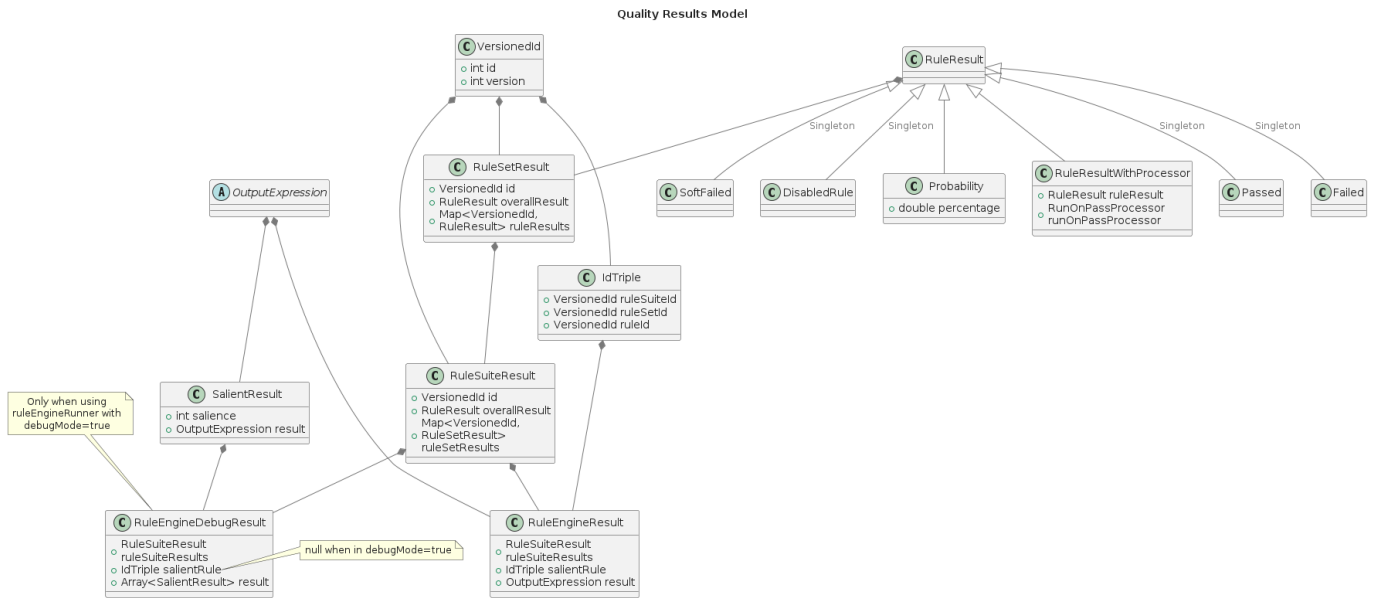 Quality Results Model
C VersionedId
int id
int version
C RuleResult
C RuleSetResult
VersionedId id
RuleResult overallResult
Map<VersionedId,
RuleResult> ruleResults
Singleton
Singleton
Singleton
Singleton
A OutputExpression
C SoftFailed
C DisabledRule
C Probability
double percentage
C RuleResultWithProcessor
RuleResult ruleResult
RunOnPassProcessor
runOnPassProcessor
C Passed
C Failed
C IdTriple
VersionedId ruleSuiteId
VersionedId ruleSetId
VersionedId ruleId
Only when using
ruleEngineRunner with
debugMode=true
C SalientResult
int salience
OutputExpression result
C RuleSuiteResult
VersionedId id
RuleResult overallResult
Map<VersionedId,
RuleSetResult>
ruleSetResults
C RuleEngineDebugResult
RuleSuiteResult
ruleSuiteResults
IdTriple salientRule
Array<SalientResult> result
null when in debugMode=true
C RuleEngineResult
RuleSuiteResult
ruleSuiteResults
IdTriple salientRule
OutputExpression result